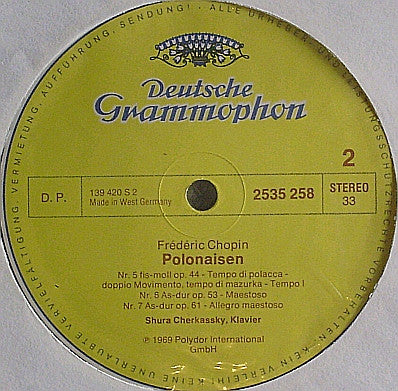 Deutsche
Grammophon
2
D. P.
139 420 S 2
Made in West Germany
2535 258
STEREO
33
Frédéric Chopin
Polonaisen
Nr. 5 fis-moll op. 44 - Tempo di polacca -
doppio Movimento, tempo di mazurka - Tempo I
Nr. 6 As-dur op. 53 - Maestoso
Nr. 7 As-dur op. 61 - Allegro maestoso
Shura Cherkassky, Klavier
℗ 1969 Polydor International
GmbH
ALLE URHEBER- UND LEISTUNGSSCHUTZRECHTE VORBEHALTEN. KEIN VERLEIH! KEINE UNERLAUBTE VERVIELFÄLTIGUNG, VERMIETUNG, AUFFÜHRUNG, SENDUNG!